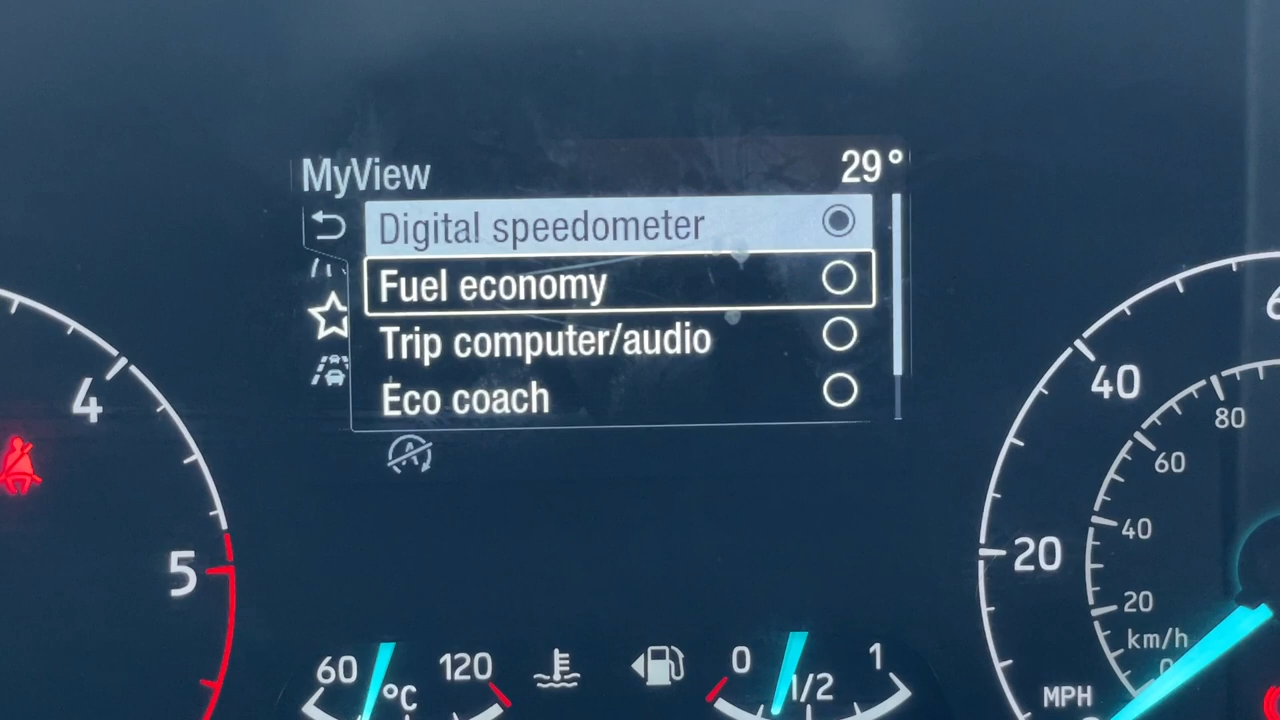 MyView 29°
Digital speedometer
Fuel economy
Trip computer/audio
Eco coach
4
5
60 120
°C
0 1/2 1
20 40
20 40 60 80
km/h
MPH